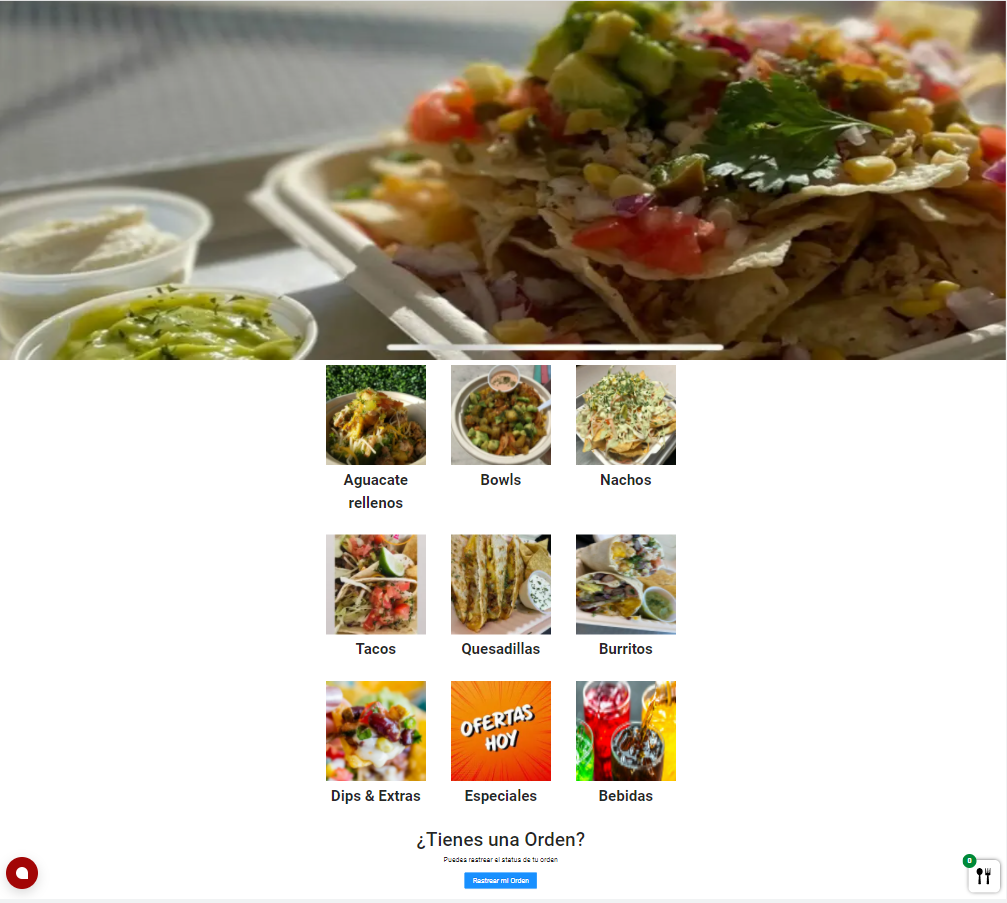 Aguacate
rellenos
Bowls
Nachos
Tacos
Quesadillas
Burritos
OFERTAS
HOY
Dips & Extras
Especiales
Bebidas
¿Tienes una Orden?
Puedes rastrear el status de tu orden
Rastrear mi Orden
0